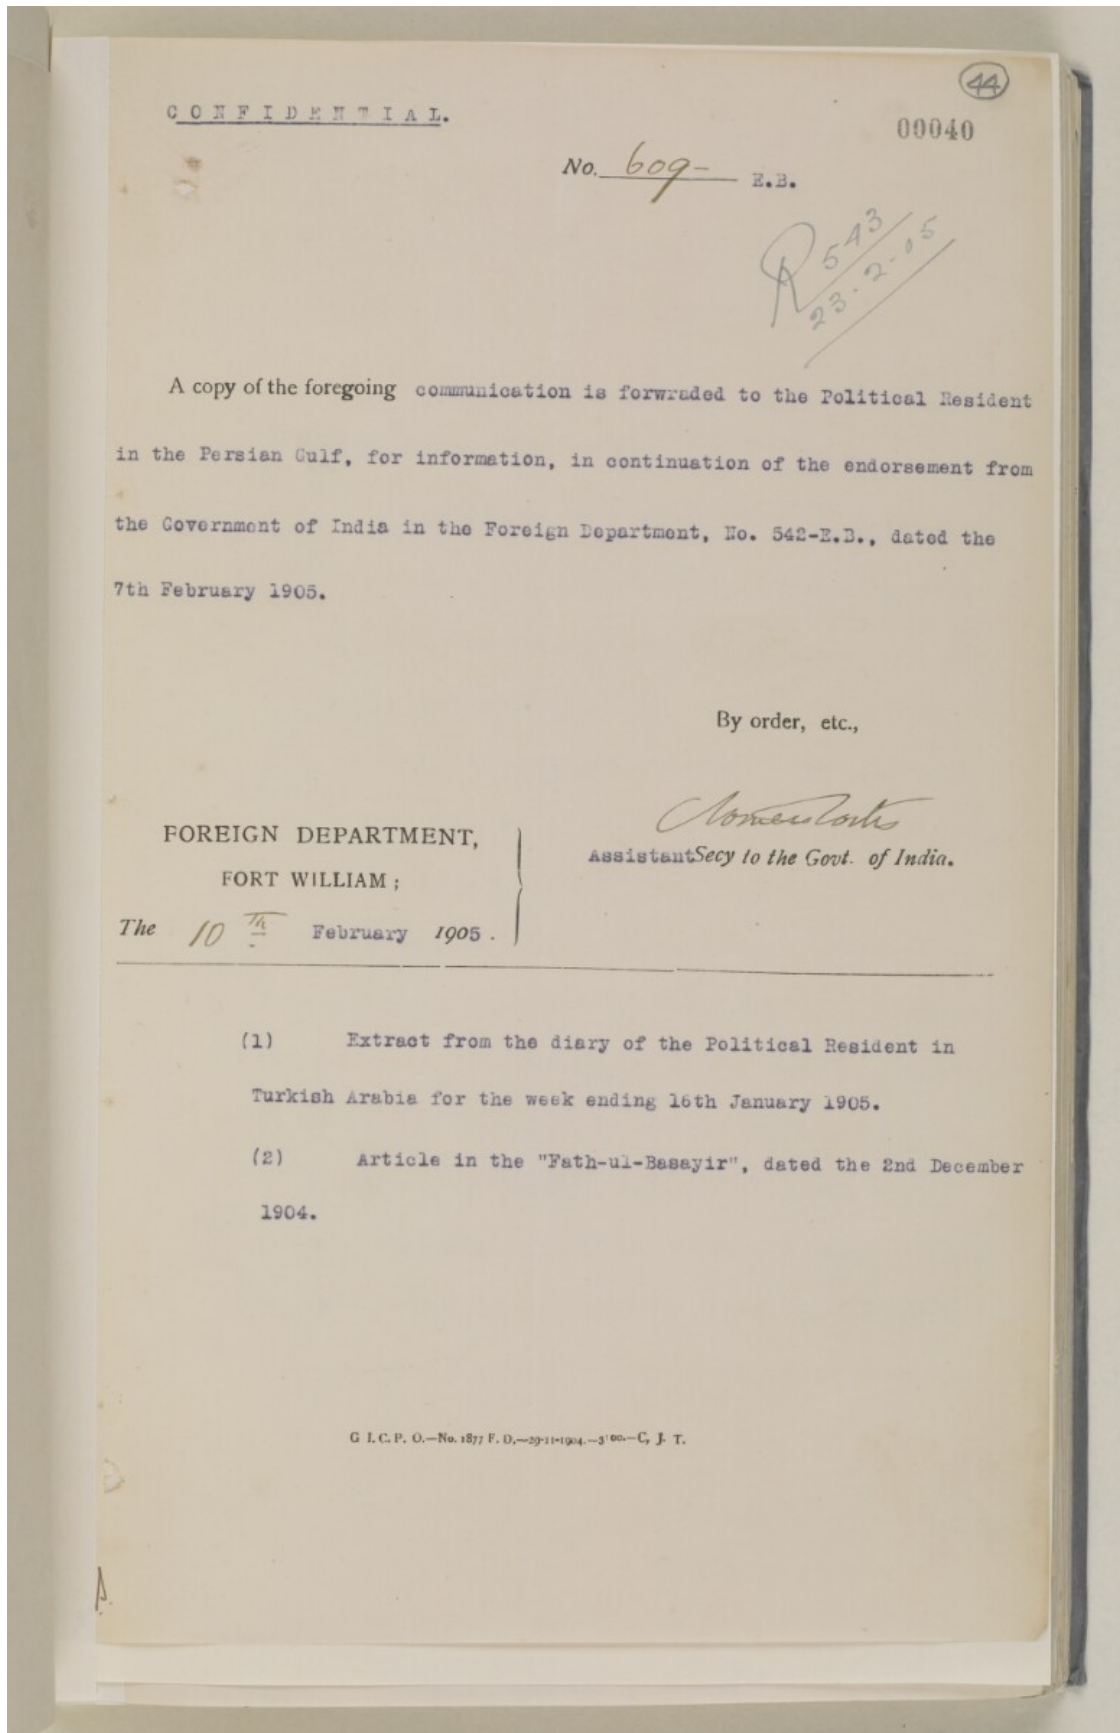 44
CONFIDENTIAL.
00040
No. 609- E.B.
R 543
23-2-05
A copy of the foregoing communication is forwraded to the Political Resident
in the Persian Gulf, for information, in continuation of the endorsement from
the Government of India in the Foreign Department, No. 542-E.B., dated the
7th February 1905.
By order, etc.,
Assistant Secy to the Govt. of India.
FOREIGN DEPARTMENT,
FORT WILLIAM;
The 10th February 1905.
(1) Extract from the diary of the Political Resident in
Turkish Arabia for the week ending 16th January 1905.
(2) Article in the "Fath-ul-Basayir", dated the 2nd December
1904.
G I. C. P. O.—No. 1877 F. D.—29-11-1904.—3100.—C, J. T.